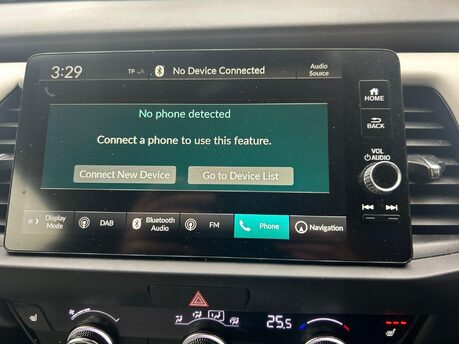 3:29
TP
No Device Connected
Audio
Source
No phone detected
Connect a phone to use this feature.
Connect New Device
Go to Device List
Display
Mode
DAB
Bluetooth
Audio
FM
Phone
Navigation
HOME
BACK
VOL
AUDIO
25.5